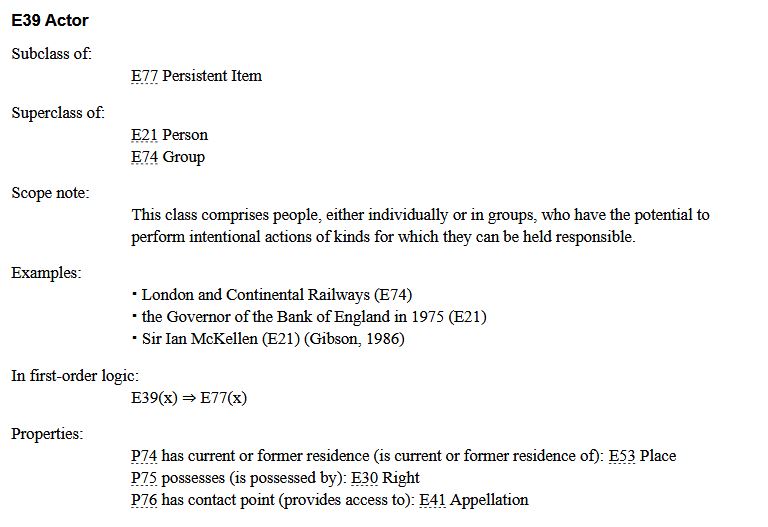 E39 Actor
Subclass of:
E77 Persistent Item
Superclass of:
E21 Person
E74 Group
Scope note:
This class comprises people, either individually or in groups, who have the potential to
perform intentional actions of kinds for which they can be held responsible.
Examples:
▪ London and Continental Railways (E74)
▪ the Governor of the Bank of England in 1975 (E21)
▪ Sir Ian McKellen (E21) (Gibson, 1986)
In first-order logic:
E39(x) ⇒ E77(x)
Properties:
P74 has current or former residence (is current or former residence of): E53 Place
P75 possesses (is possessed by): E30 Right
P76 has contact point (provides access to): E41 Appellation